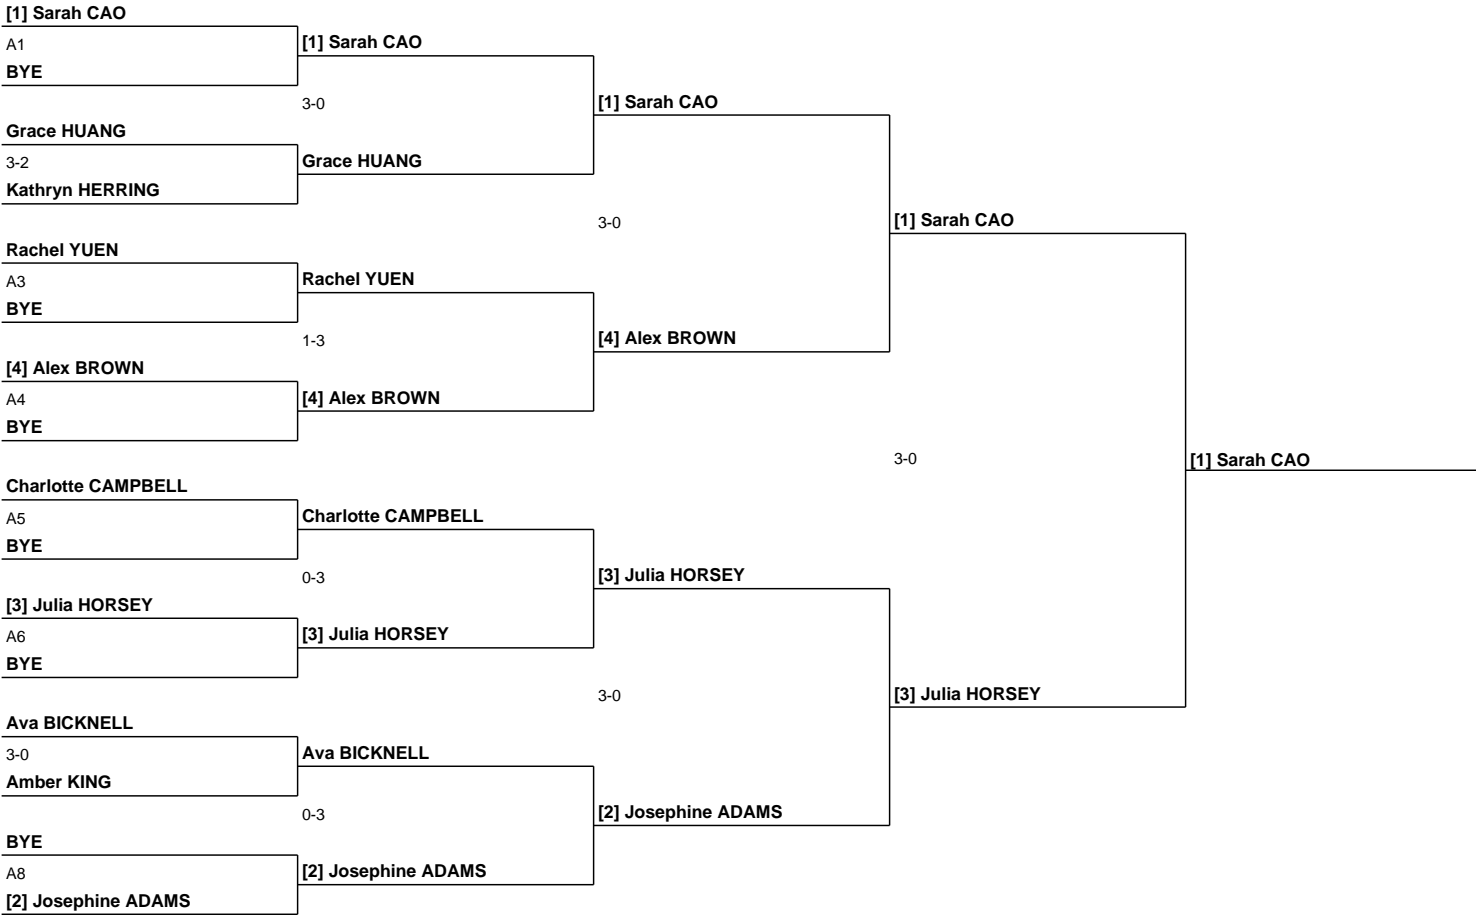 [1] Sarah CAO
A1
BYE
Grace HUANG
3-2
Kathryn HERRING
Rachel YUEN
A3
BYE
[4] Alex BROWN
A4
BYE
Charlotte CAMPBELL
A5
BYE
[3] Julia HORSEY
A6
BYE
Ava BICKNELL
3-0
Amber KING
BYE
A8
[2] Josephine ADAMS
[1] Sarah CAO
3-0
Grace HUANG
Rachel YUEN
1-3
[4] Alex BROWN
Charlotte CAMPBELL
0-3
[3] Julia HORSEY
Ava BICKNELL
0-3
[2] Josephine ADAMS
[1] Sarah CAO
3-0
[4] Alex BROWN
[3] Julia HORSEY
3-0
[2] Josephine ADAMS
[1] Sarah CAO
3-0
[3] Julia HORSEY
[1] Sarah CAO